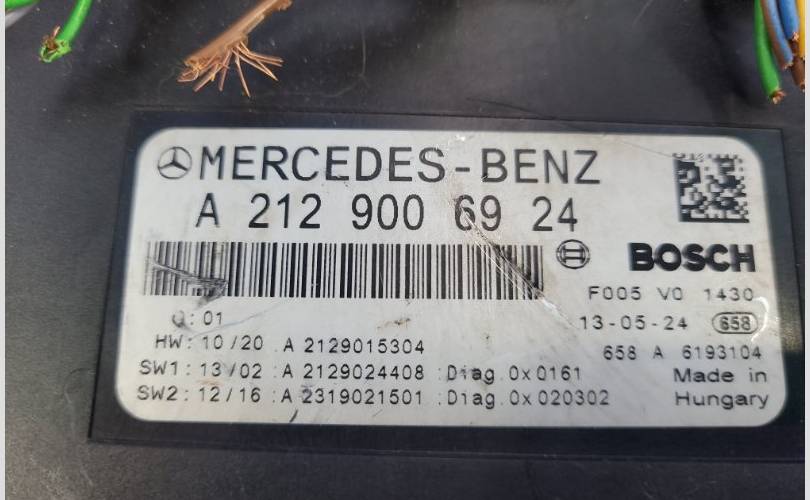 MERCEDES-BENZ
A 212 900 69 24
BOSCH
F005 V0 1430
Q: 01
13-05-24 658
HW: 10/20 A 2129015304
658 A 6193104
SW1: 13/02 :A 2129024408 :Diag.0x0161
Made in
SW2: 12/16 :A 2319021501 :Diag.0x020302
Hungary